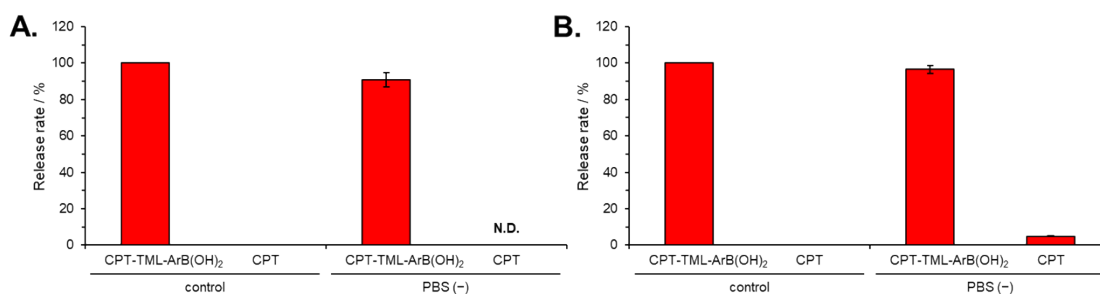 A.
Release rate / %
120
100
80
60
40
20
0
N.D.
CPT-TML-ArB(OH)₂ CPT CPT-TML-ArB(OH)₂ CPT
control PBS (−)
B.
Release rate / %
120
100
80
60
40
20
0
CPT-TML-ArB(OH)₂ CPT CPT-TML-ArB(OH)₂ CPT
control PBS (−)